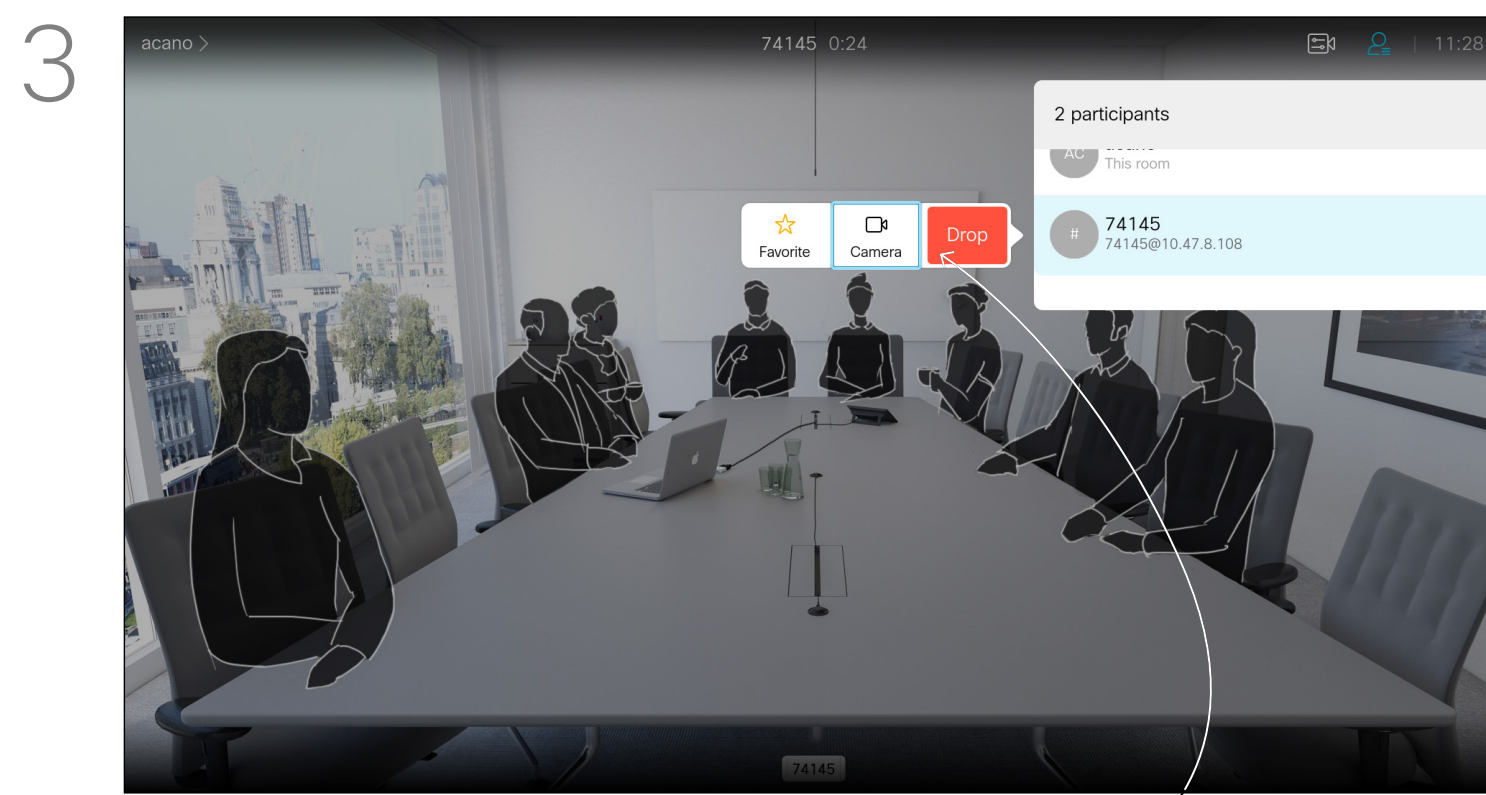 3
acano
74145 0:24
11:28
2 participants
AC
This room
#
74145
74145@10.47.8.108
Favorite
Camera
Drop
74145